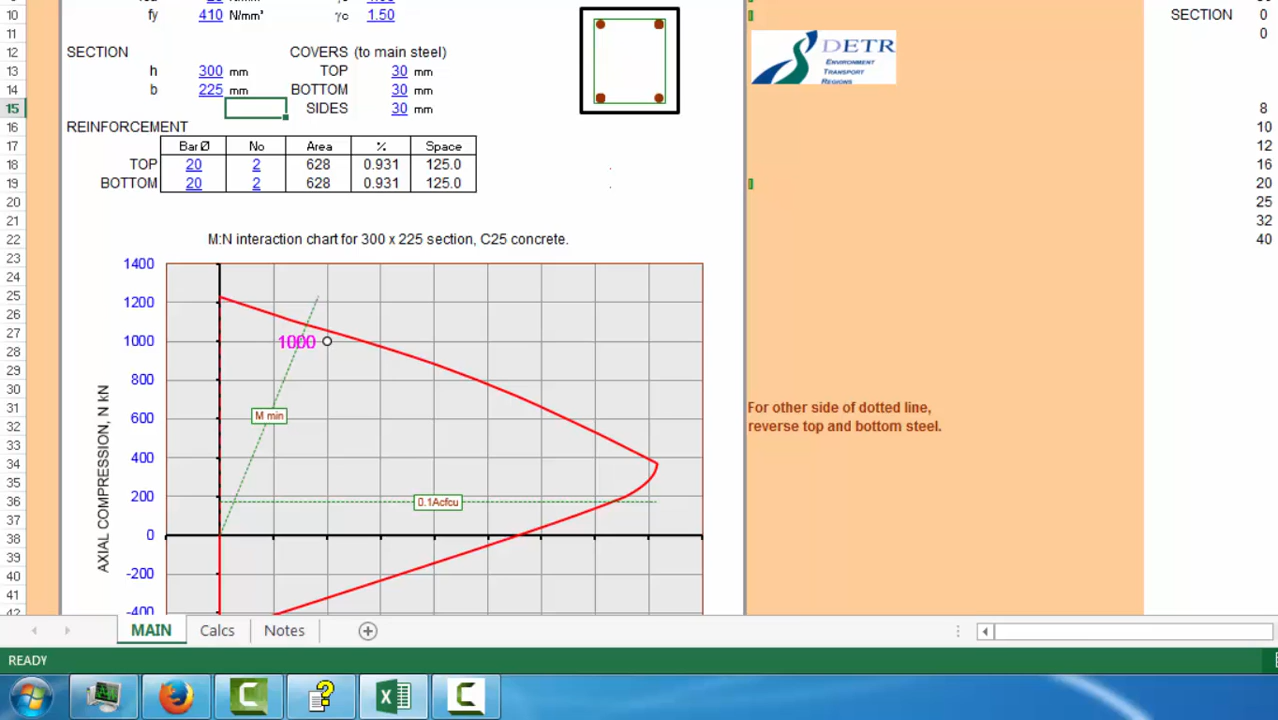 10 fy 410 N/mm² γc 1.50 SECTION 0
11 0
12 SECTION COVERS (to main steel)
13 h 300 mm TOP 30 mm
14 b 225 mm BOTTOM 30 mm
15 SIDES 30 mm 8
16 REINFORCEMENT 10
17 Bar Ø No Area % Space 12
18 TOP 20 2 628 0.931 125.0 16
19 BOTTOM 20 2 628 0.931 125.0 20
20 25
21 32
22 M:N interaction chart for 300 x 225 section, C25 concrete. 40
DETR
ENVIRONMENT
TRANSPORT
REGIONS
23
24
25
26
27
28
29
30
31
32
33
34
35
36
37
38
39
40
41
1400
1200
1000
800
600
400
200
0
-200
-400
AXIAL COMPRESSION, N kN
1000
M min
0.1Acfcu
For other side of dotted line,
reverse top and bottom steel.
MAIN Calcs Notes
READY